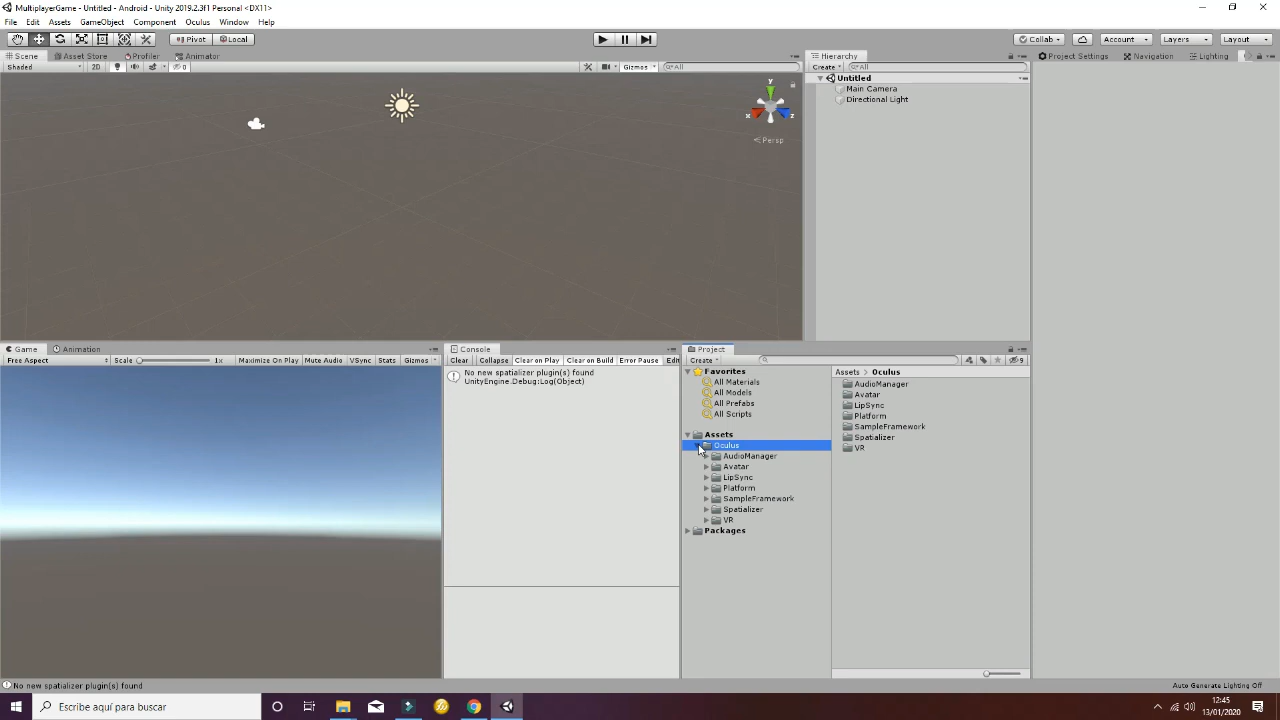 MultiplayerGame - Untitled - Android - Unity 2019.2.3f1 Personal <DX11>
File Edit Assets GameObject Component Oculus Window Help
Pivot Local Collab Account Layers Layout
Scene Asset Store Profiler Animator
Shaded 2D 0 Gizmos All
y
x z
Persp
Hierarchy
Create All
Untitled
Main Camera
Directional Light
Project Settings Navigation Lighting
Game Animation
Free Aspect Scale 1x Maximize On Play Mute Audio VSync Stats Gizmos
Console
Clear Collapse Clear on Play Clear on Build Error Pause Edit
No new spatializer plugin(s) found
UnityEngine.Debug:Log(Object)
Project
Create 9
Favorites
All Materials
All Models
All Prefabs
All Scripts
Assets
Oculus
AudioManager
Avatar
LipSync
Platform
SampleFramework
Spatializer
VR
Packages
Assets Oculus
AudioManager
Avatar
LipSync
Platform
SampleFramework
Spatializer
VR
No new spatializer plugin(s) found
Auto Generate Lighting Off
Escribe aquí para buscar
12:45
13/01/2020